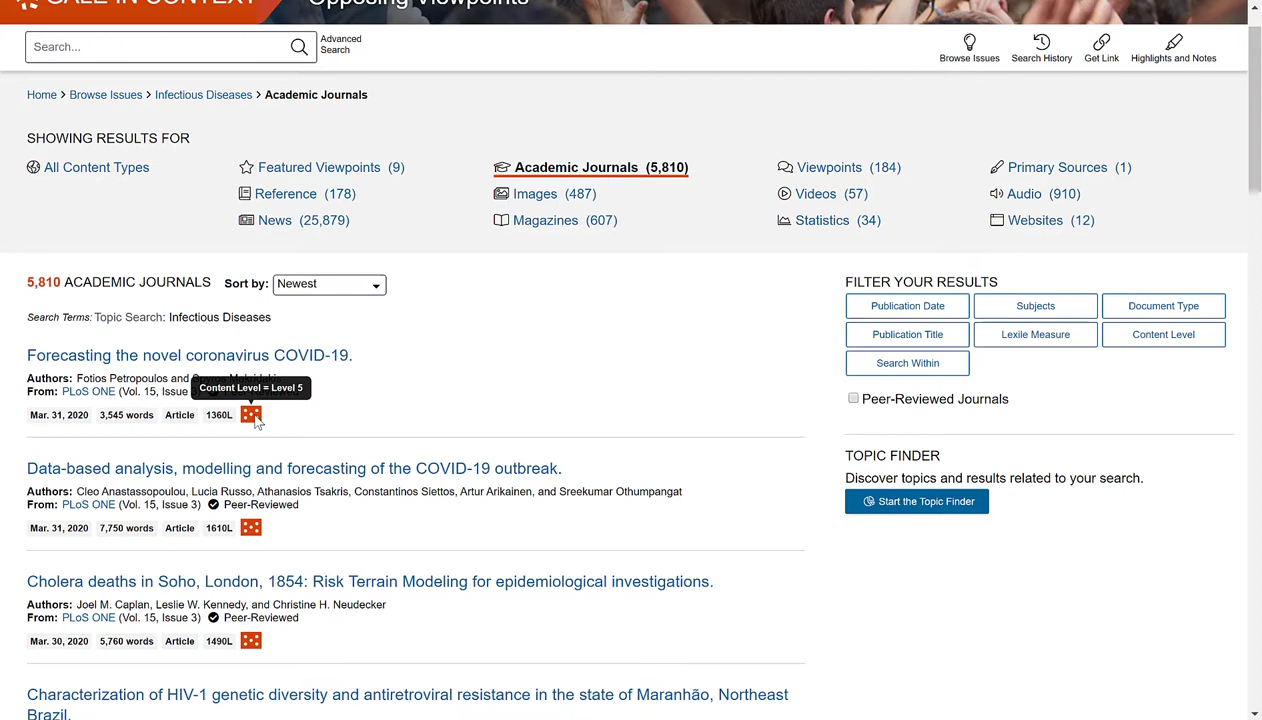 GALE IN CONTEXT
Opposing Viewpoints
Search...
Advanced
Search
Browse Issues
Search History
Get Link
Highlights and Notes
Home > Browse Issues > Infectious Diseases > Academic Journals
SHOWING RESULTS FOR
All Content Types
Featured Viewpoints (9)
Academic Journals (5,810)
Viewpoints (184)
Primary Sources (1)
Reference (178)
Images (487)
Videos (57)
Audio (910)
News (25,879)
Magazines (607)
Statistics (34)
Websites (12)
5,810 ACADEMIC JOURNALS
Sort by:
Newest
Search Terms: Topic Search: Infectious Diseases
Forecasting the novel coronavirus COVID-19.
Authors: Fotios Petropoulos and
Content Level = Level 5
From: PLoS ONE (Vol. 15, Issue
Mar. 31, 2020
3,545 words
Article
1360L
Data-based analysis, modelling and forecasting of the COVID-19 outbreak.
Authors: Cleo Anastassopoulou, Lucia Russo, Athanasios Tsakris, Constantinos Siettos, Artur Arikainen, and Sreekumar Othumpangat
From: PLoS ONE (Vol. 15, Issue 3) Peer-Reviewed
Mar. 31, 2020
7,750 words
Article
1610L
Cholera deaths in Soho, London, 1854: Risk Terrain Modeling for epidemiological investigations.
Authors: Joel M. Caplan, Leslie W. Kennedy, and Christine H. Neudecker
From: PLoS ONE (Vol. 15, Issue 3) Peer-Reviewed
Mar. 30, 2020
5,760 words
Article
1490L
Characterization of HIV-1 genetic diversity and antiretroviral resistance in the state of Maranhão, Northeast
Brazil.
FILTER YOUR RESULTS
Publication Date
Subjects
Document Type
Publication Title
Lexile Measure
Content Level
Search Within
Peer-Reviewed Journals
TOPIC FINDER
Discover topics and results related to your search.
Start the Topic Finder